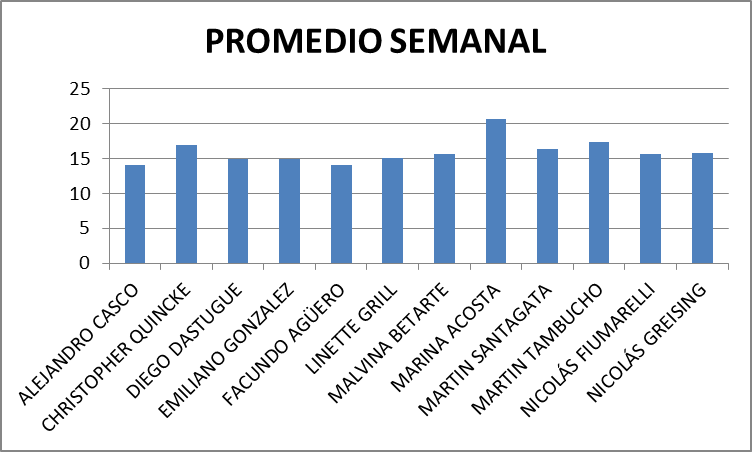 PROMEDIO SEMANAL
25
20
15
10
5
0
ALEJANDRO CASCO
CHRISTOPHER QUINCKE
DIEGO DASTUGUE
EMILIANO GONZALEZ
FACUNDO AGÜERO
LINETTE GRILL
MALVINA BETARTE
MARINA ACOSTA
MARTIN SANTAGATA
MARTIN TAMBUCHO
NICOLÁS FIUMARELLI
NICOLÁS GREISING